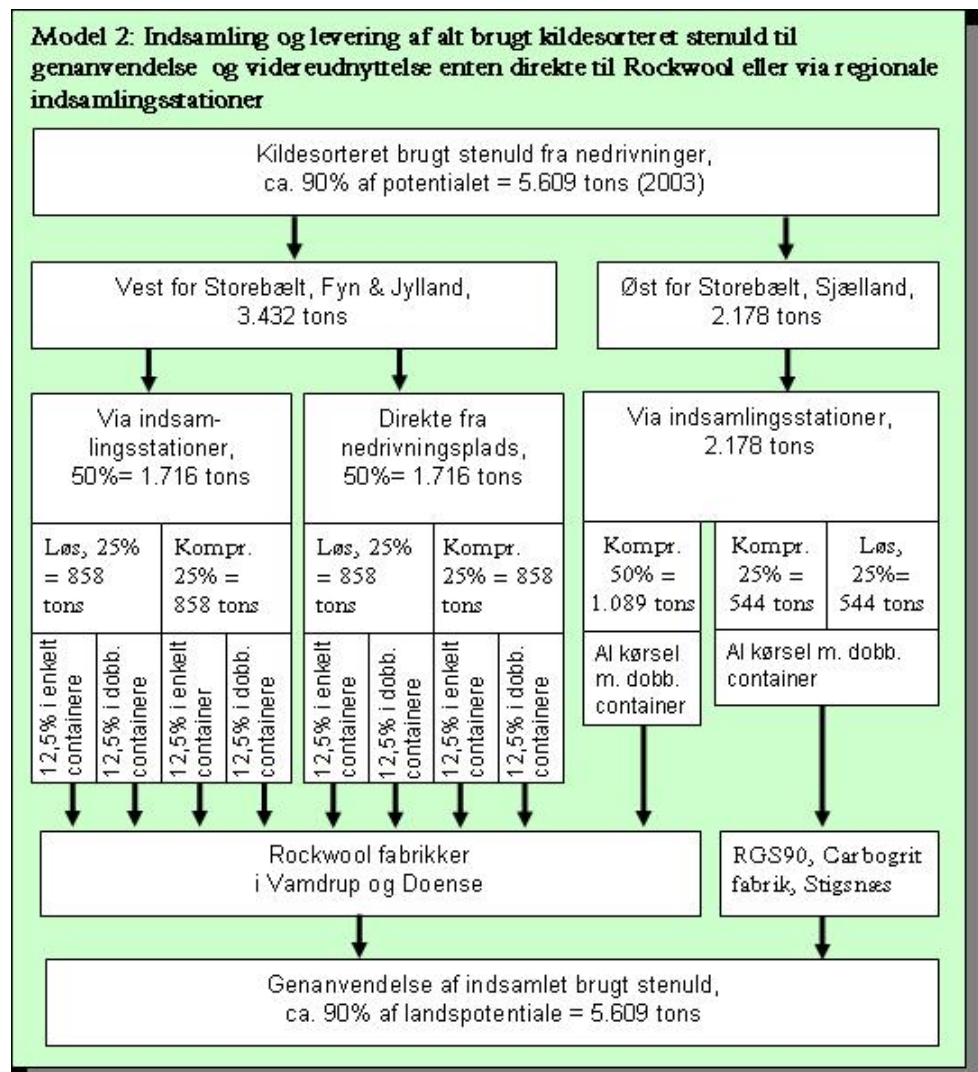 Model 2: Indsamling og levering af alt brugt kildesorteret stenuld til
genanvendelse og videreudnyttelse enten direkte til Rockwool eller via regionale
indsamlingsstationer
Kildesorteret brugt stenuld fra nedrivninger,
ca. 90% af potentialet = 5.609 tons (2003)
Vest for Storebælt, Fyn & Jylland,
3.432 tons
Øst for Storebælt, Sjælland,
2.178 tons
Via indsam-
lingsstationer,
50%= 1.716 tons
Direkte fra
nedrivningsplads,
50%= 1.716 tons
Via indsamlingsstationer,
2.178 tons
Løs, 25%
= 858
tons
Kompr.
25% =
858 tons
Løs, 25%
= 858
tons
Kompr.
25% = 858
tons
Kompr.
50% =
1.089 tons
Kompr.
25% =
544 tons
Løs,
25%=
544 tons
12,5% i enkelt
containere
12,5% i dobb.
containere
12,5% i enkelt
container
12,5% i dobb.
containere
12,5% i enkelt
containere
12,5% i dobb.
containere
12,5% i enkelt
containere
12,5% i dobb.
containere
Al kørsel
m. dobb.
container
Al kørsel m. dobb.
container
Rockwool fabrikker
i Vamdrup og Doense
RGS90, Carbogrit
fabrik, Stigsnæs
Genanvendelse af indsamlet brugt stenuld,
ca. 90% af landspotentiale = 5.609 tons